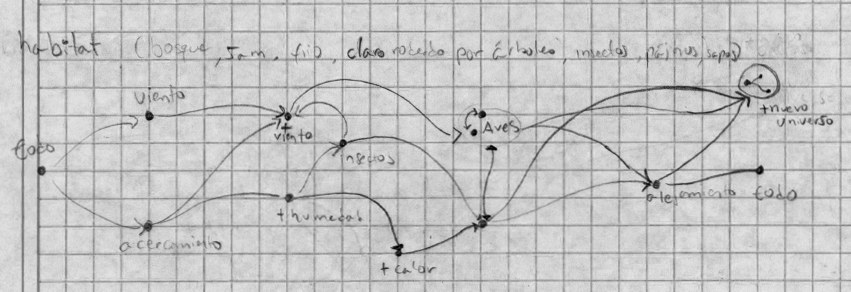 habitat (bosque, 5am, frio, claro rodeado por árboles, insectos, pájaros, sapos)
viento
+ viento
Aves
+ nuevo universo
todo
insectos
alejamiento
todo
acercamiento
+ humedad
+ calor